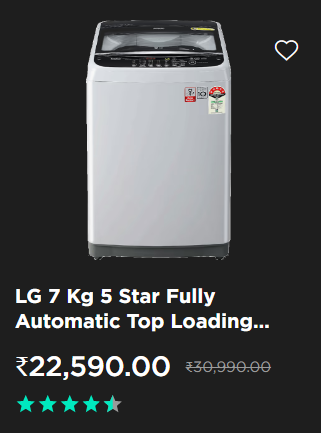 LG 7 Kg 5 Star Fully
Automatic Top Loading...
₹22,590.00 ₹30,990.00